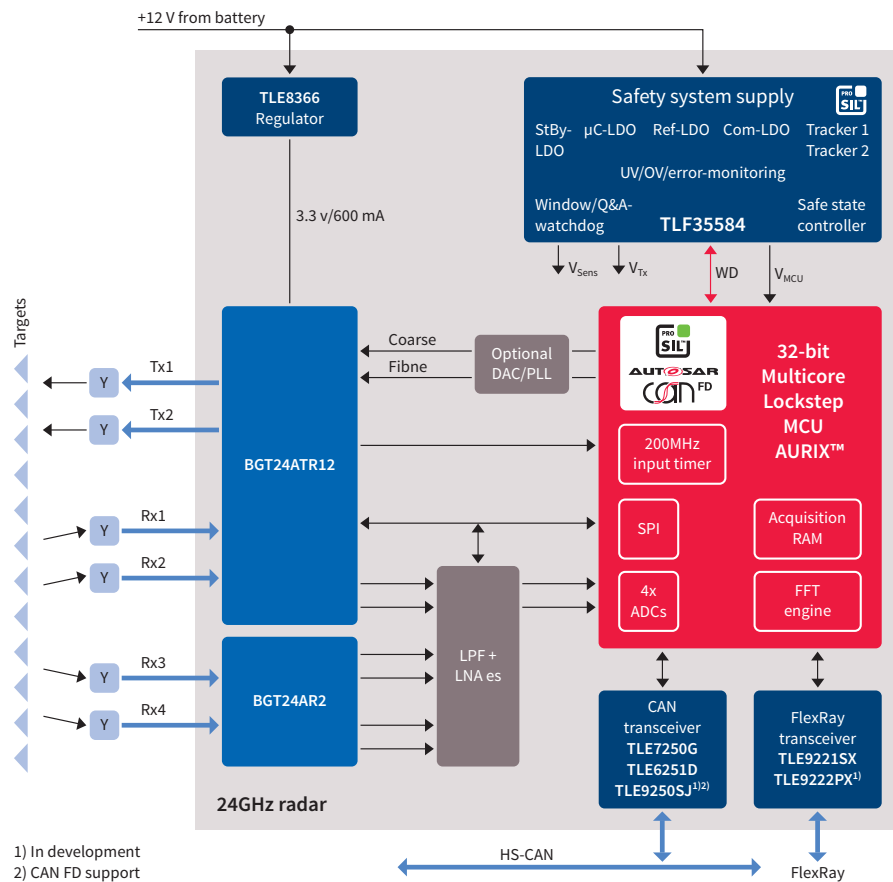 +12 V from battery
TLE8366
Regulator
Safety system supply
PRO
SIL™
StBy-
LDO
µC-LDO
Ref-LDO
Com-LDO
Tracker 1
Tracker 2
UV/OV/error-monitoring
Window/Q&A-
watchdog
TLF35584
Safe state
controller
3.3 v/600 mA
VSens
VTx
WD
VMCU
Targets
Tx1
Y
Tx2
Y
Rx1
Y
Rx2
Y
Rx3
Y
Rx4
Y
BGT24ATR12
BGT24AR2
Coarse
Fibne
Optional
DAC/PLL
PRO
SIL™
AUTOSAR
CAN FD
32-bit
Multicore
Lockstep
MCU
AURIX™
200MHz
input timer
SPI
Acquisition
RAM
4x
ADCs
FFT
engine
LPF +
LNA es
CAN
transceiver
TLE7250G
TLE6251D
TLE9250SJ1)2)
FlexRay
transceiver
TLE9221SX
TLE9222PX1)
24GHz radar
HS-CAN
FlexRay
1) In development
2) CAN FD support